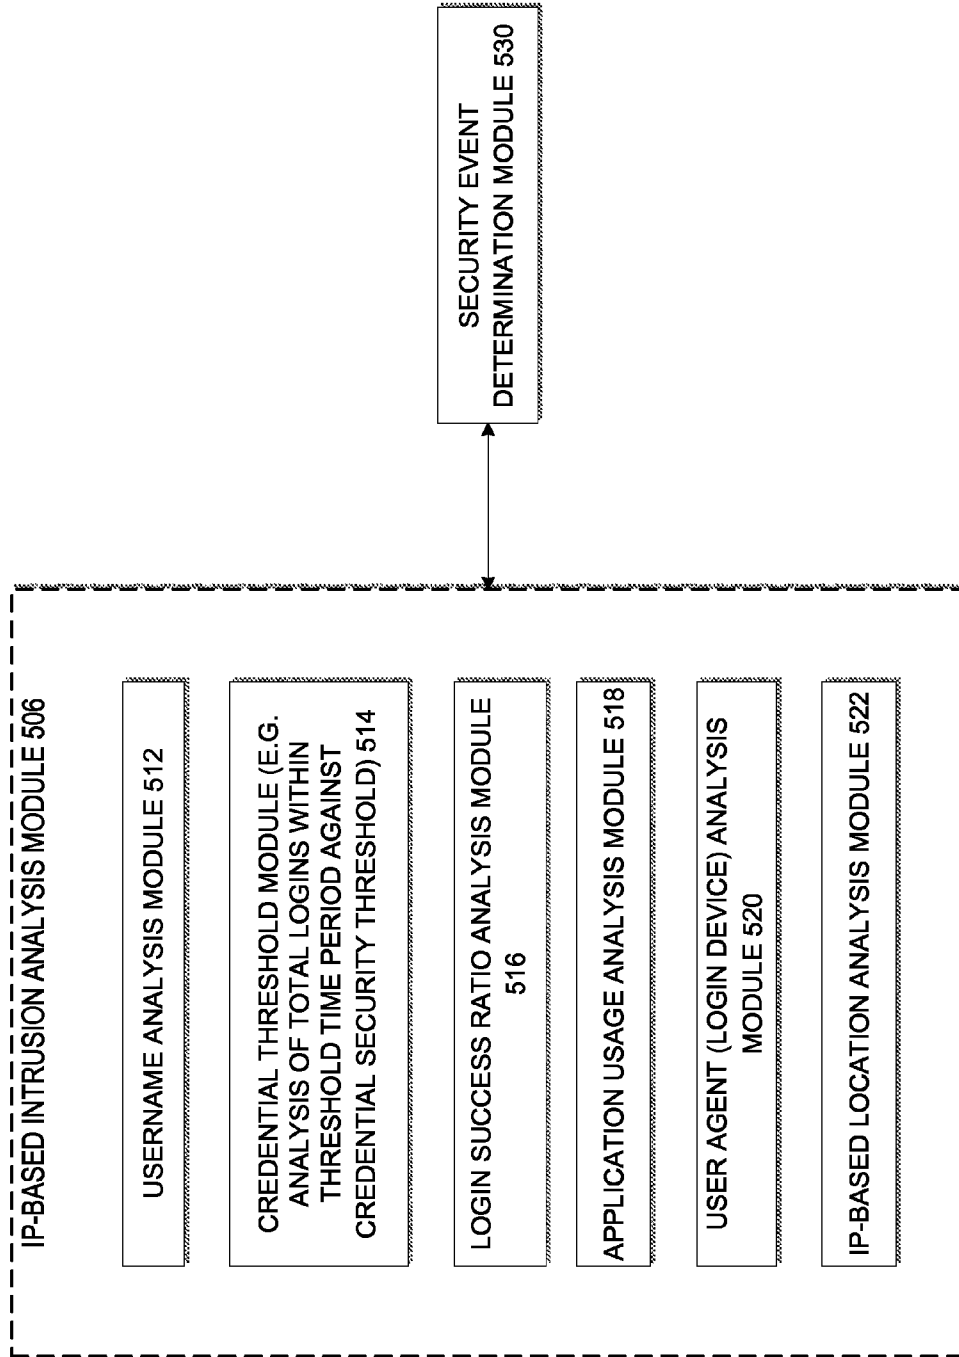 IP-BASED INTRUSION ANALYSIS MODULE 506
USERNAME ANALYSIS MODULE 512
CREDENTIAL THRESHOLD MODULE (E.G.
ANALYSIS OF TOTAL LOGINS WITHIN
THRESHOLD TIME PERIOD AGAINST
CREDENTIAL SECURITY THRESHOLD) 514
LOGIN SUCCESS RATIO ANALYSIS MODULE
516
APPLICATION USAGE ANALYSIS MODULE 518
USER AGENT (LOGIN DEVICE) ANALYSIS
MODULE 520
IP-BASED LOCATION ANALYSIS MODULE 522
SECURITY EVENT
DETERMINATION MODULE 530